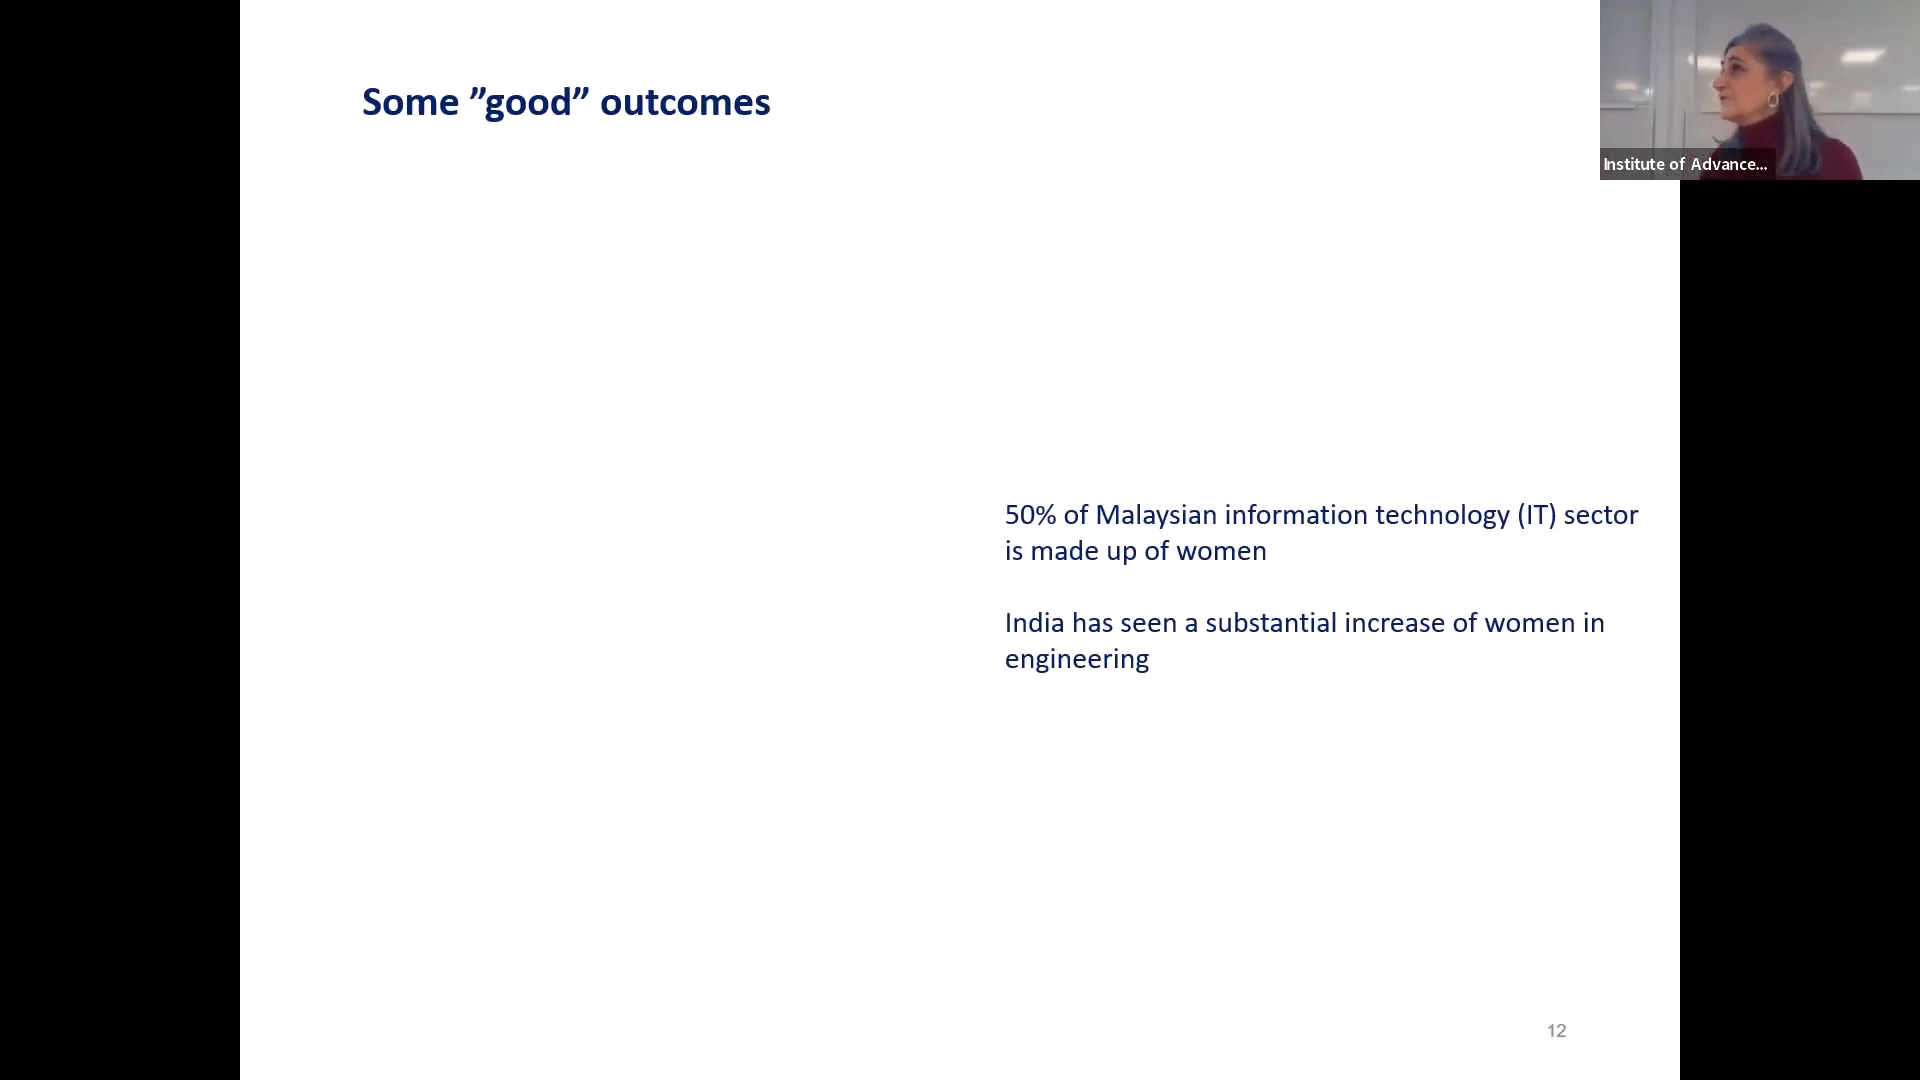 Some ”good” outcomes
Institute of Advance...
50% of Malaysian information technology (IT) sector
is made up of women
India has seen a substantial increase of women in
engineering
12